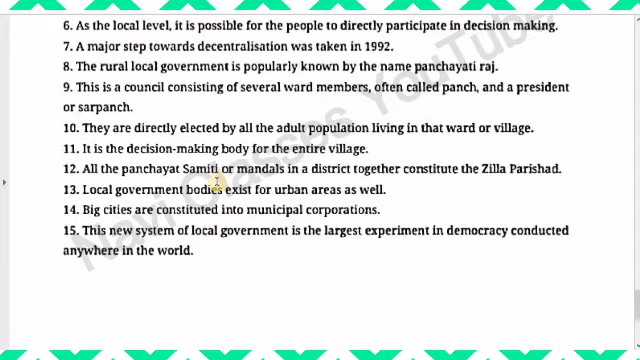 6. As the local level, it is possible for the people to directly participate in decision making.
7. A major step towards decentralisation was taken in 1992.
8. The rural local government is popularly known by the name panchayati raj.
9. This is a council consisting of several ward members, often called panch, and a president
or sarpanch.
10. They are directly elected by all the adult population living in that ward or village.
11. It is the decision-making body for the entire village.
12. All the panchayat Samiti or mandals in a district together constitute the Zilla Parishad.
13. Local government bodies exist for urban areas as well.
14. Big cities are constituted into municipal corporations.
15. This new system of local government is the largest experiment in democracy conducted
anywhere in the world.
Navi Classes YouTube